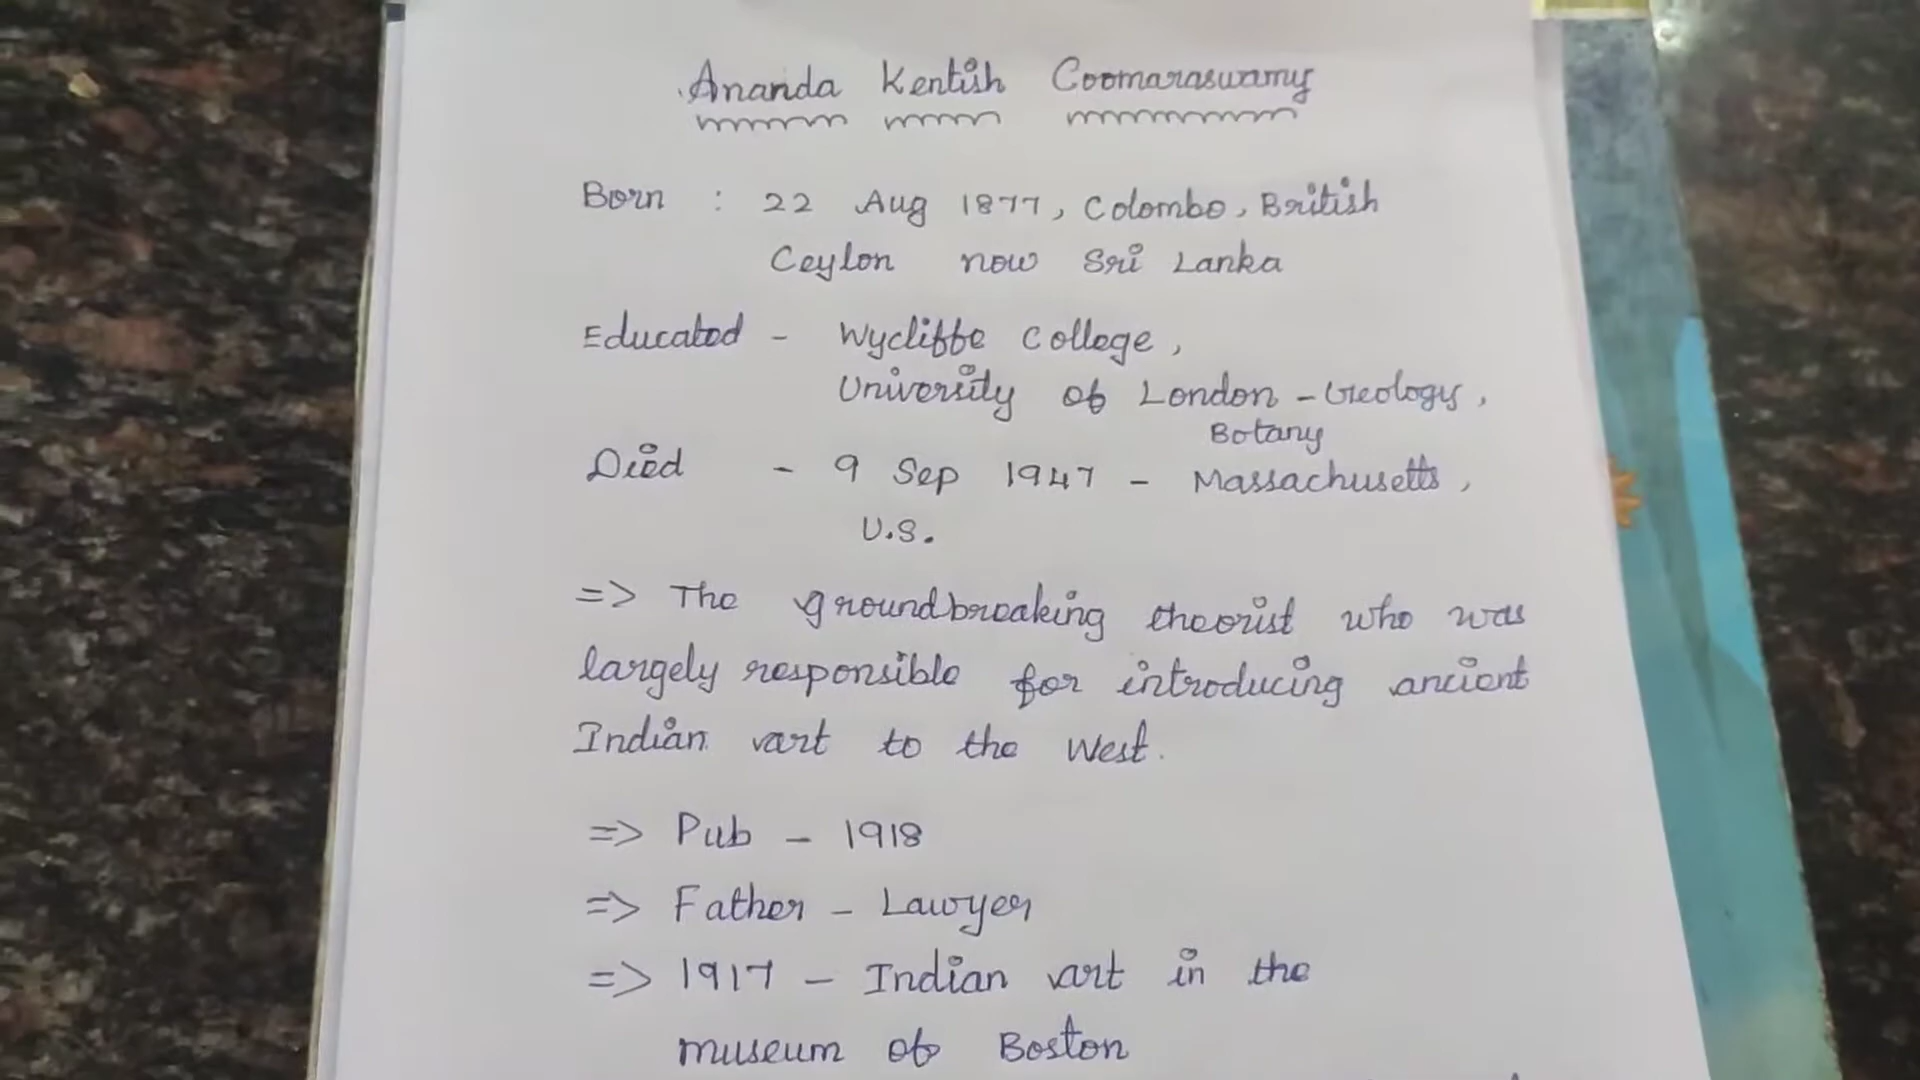 Ananda Kentish Coomaraswamy
Born : 22 Aug 1877, Colombo, British
Ceylon now Sri Lanka
Educated - Wycliffe College,
University of London - Geology,
Botany
Died - 9 Sep 1947 - Massachusetts,
U.S.
=> The groundbreaking theorist who was
largely responsible for introducing ancient
Indian art to the West.
=> Pub - 1918
=> Father - Lawyer
=> 1917 - Indian art in the
museum of Boston